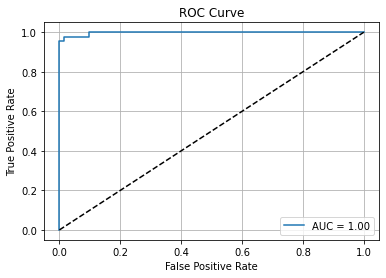 ROC Curve
True Positive Rate
1.0
0.8
0.6
0.4
0.2
0.0
AUC = 1.00
0.0 0.2 0.4 0.6 0.8 1.0
False Positive Rate